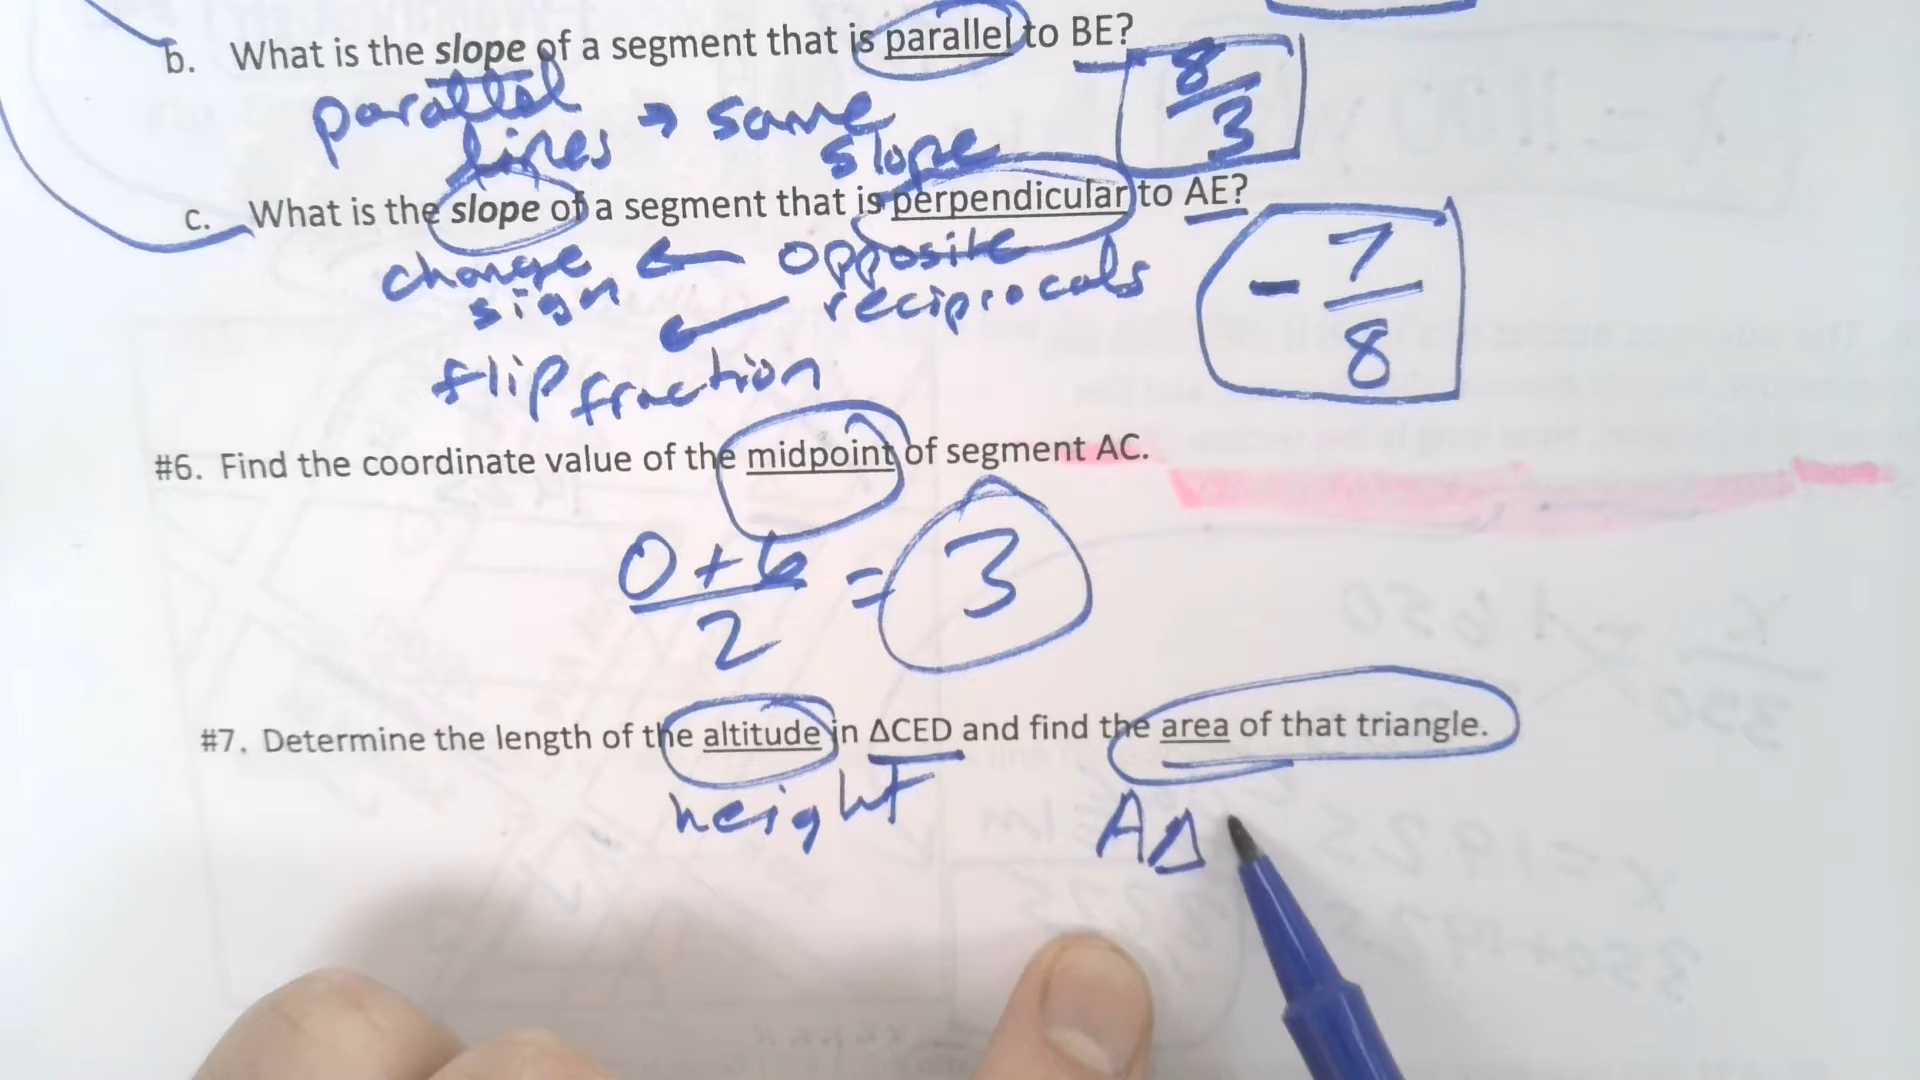 b. What is the slope of a segment that is parallel to BE?
parallel lines → same slope
8/3
c. What is the slope of a segment that is perpendicular to AE?
change sign ← opposite
flip fraction ← reciprocals
- 7/8
#6. Find the coordinate value of the midpoint of segment AC.
0+6/2 = 3
#7. Determine the length of the altitude in ΔCED and find the area of that triangle.
height
AΔ